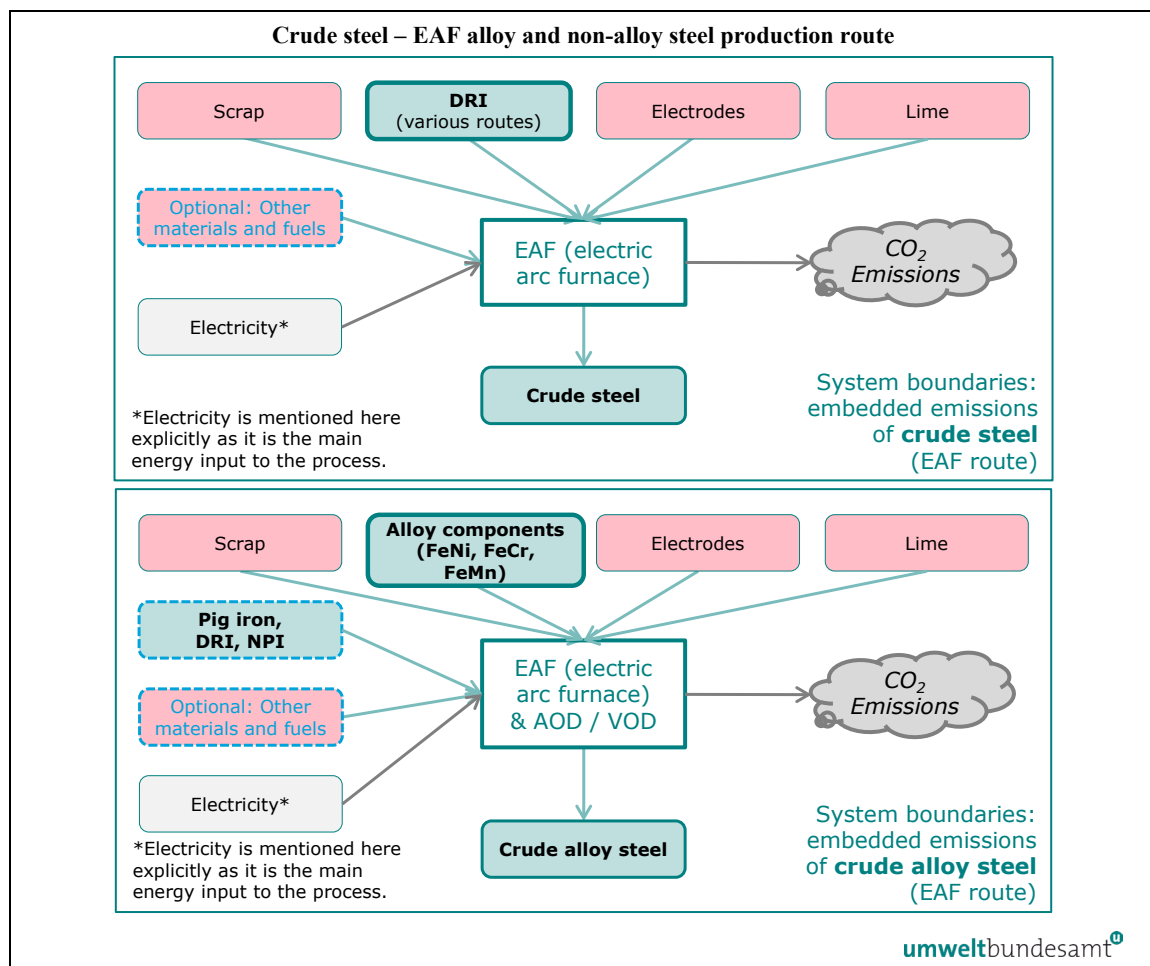 Crude steel – EAF alloy and non-alloy steel production route
Scrap
DRI
(various routes)
Electrodes
Lime
Optional: Other
materials and fuels
EAF (electric
arc furnace)
CO2
Emissions
Electricity*
Crude steel
*Electricity is mentioned here
explicitly as it is the main
energy input to the process.
System boundaries:
embedded emissions
of crude steel
(EAF route)
Scrap
Alloy components
(FeNi, FeCr,
FeMn)
Electrodes
Lime
Pig iron,
DRI, NPI
EAF (electric
arc furnace)
& AOD / VOD
CO2
Emissions
Optional: Other
materials and fuels
Electricity*
Crude alloy steel
*Electricity is mentioned here
explicitly as it is the main
energy input to the process.
System boundaries:
embedded emissions
of crude alloy steel
(EAF route)
umweltbundesamt u